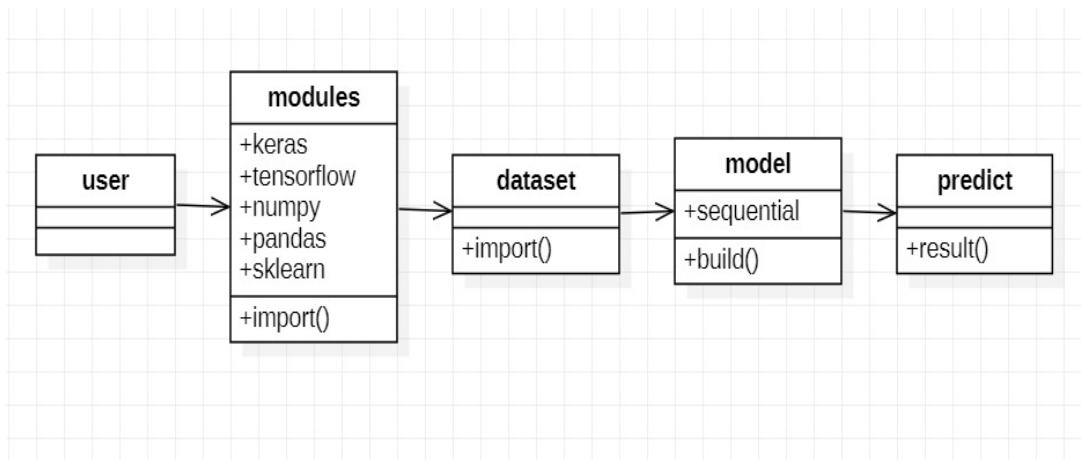 user
modules
+keras
+tensorflow
+numpy
+pandas
+sklearn
+import()
dataset
+import()
model
+sequential
+build()
predict
+result()